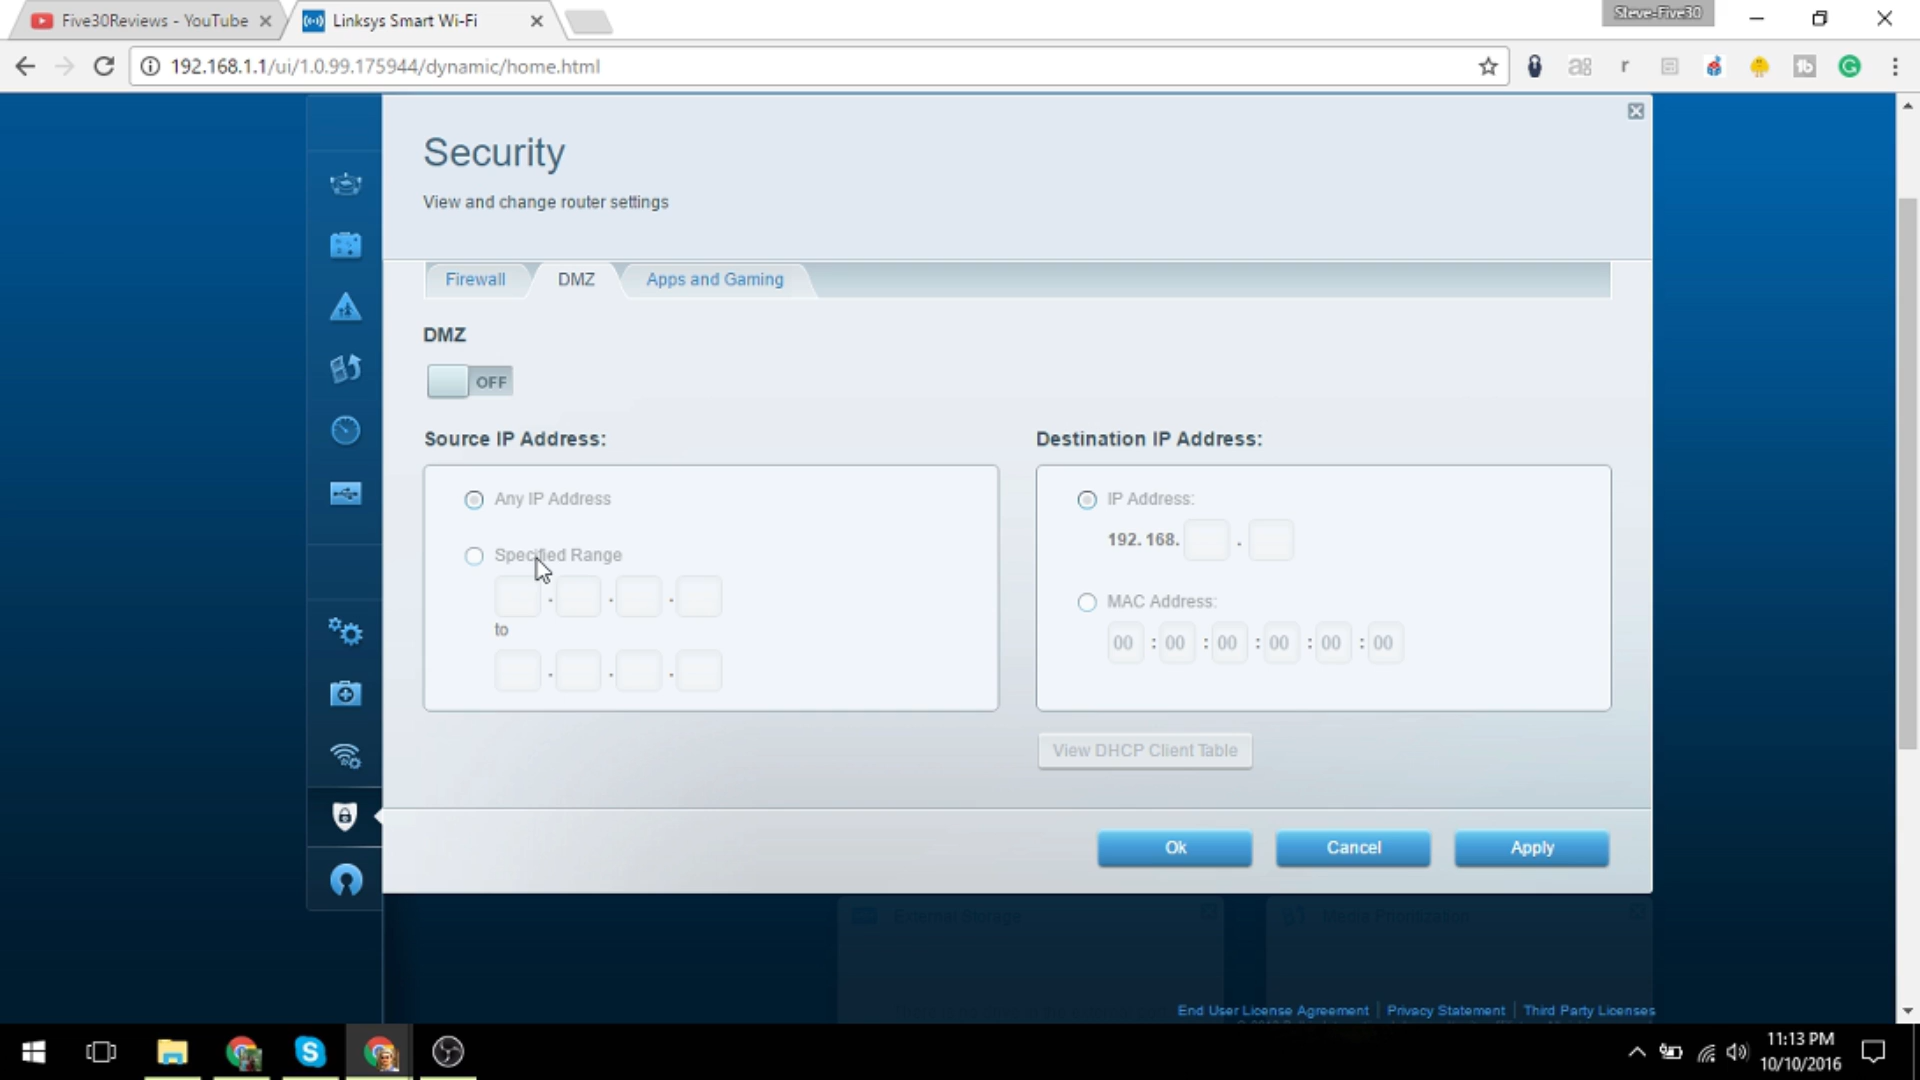 Five30Reviews - YouTube
Linksys Smart Wi-Fi
Steve-Five30
192.168.1.1/ui/1.0.99.175944/dynamic/home.html
Security
View and change router settings
Firewall
DMZ
Apps and Gaming
DMZ
OFF
Source IP Address:
Destination IP Address:
Any IP Address
IP Address:
192. 168. .
Specified Range
. . .
to
. . .
MAC Address:
00 : 00 : 00 : 00 : 00 : 00
View DHCP Client Table
Ok
Cancel
Apply
External Storage
Media Prioritization
End User License Agreement | Privacy Statement | Third Party Licenses
11:13 PM
10/10/2016